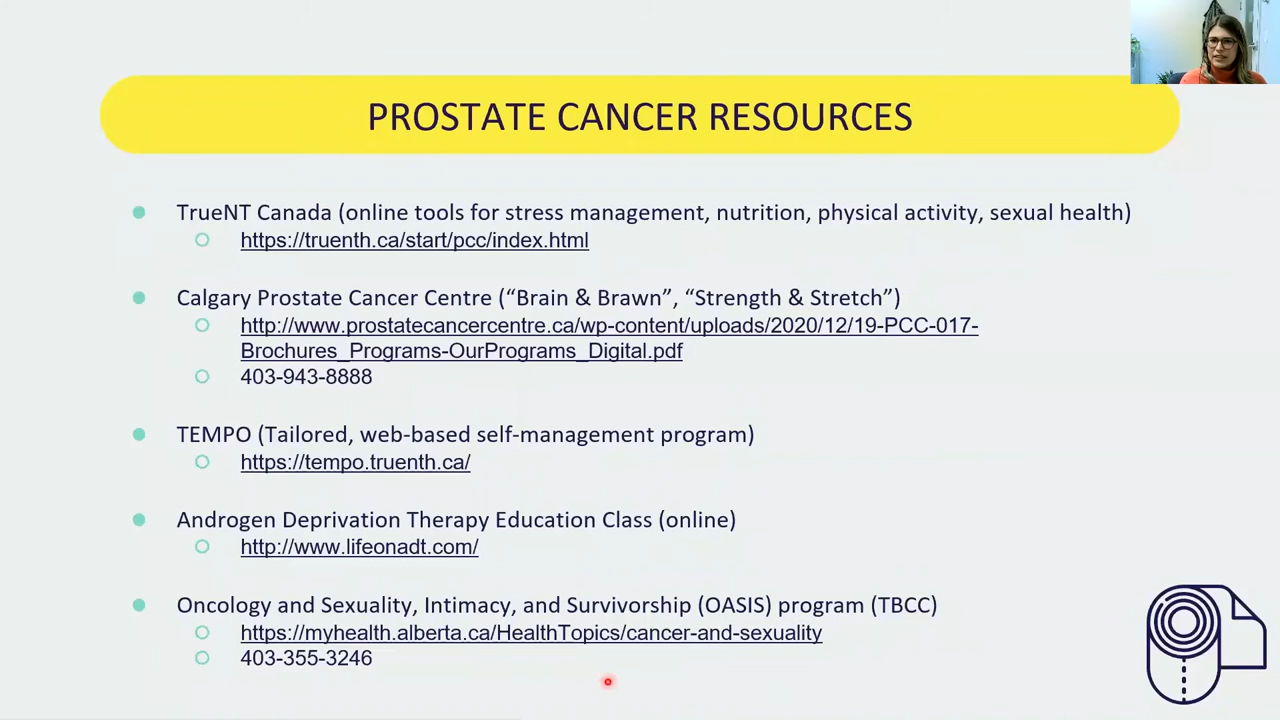 PROSTATE CANCER RESOURCES
TrueNT Canada (online tools for stress management, nutrition, physical activity, sexual health)
https://truenth.ca/start/pcc/index.html
Calgary Prostate Cancer Centre (“Brain & Brawn”, “Strength & Stretch”)
http://www.prostatecancercentre.ca/wp-content/uploads/2020/12/19-PCC-017-
Brochures_Programs-OurPrograms_Digital.pdf
403-943-8888
TEMPO (Tailored, web-based self-management program)
https://tempo.truenth.ca/
Androgen Deprivation Therapy Education Class (online)
http://www.lifeonadt.com/
Oncology and Sexuality, Intimacy, and Survivorship (OASIS) program (TBCC)
https://myhealth.alberta.ca/HealthTopics/cancer-and-sexuality
403-355-3246